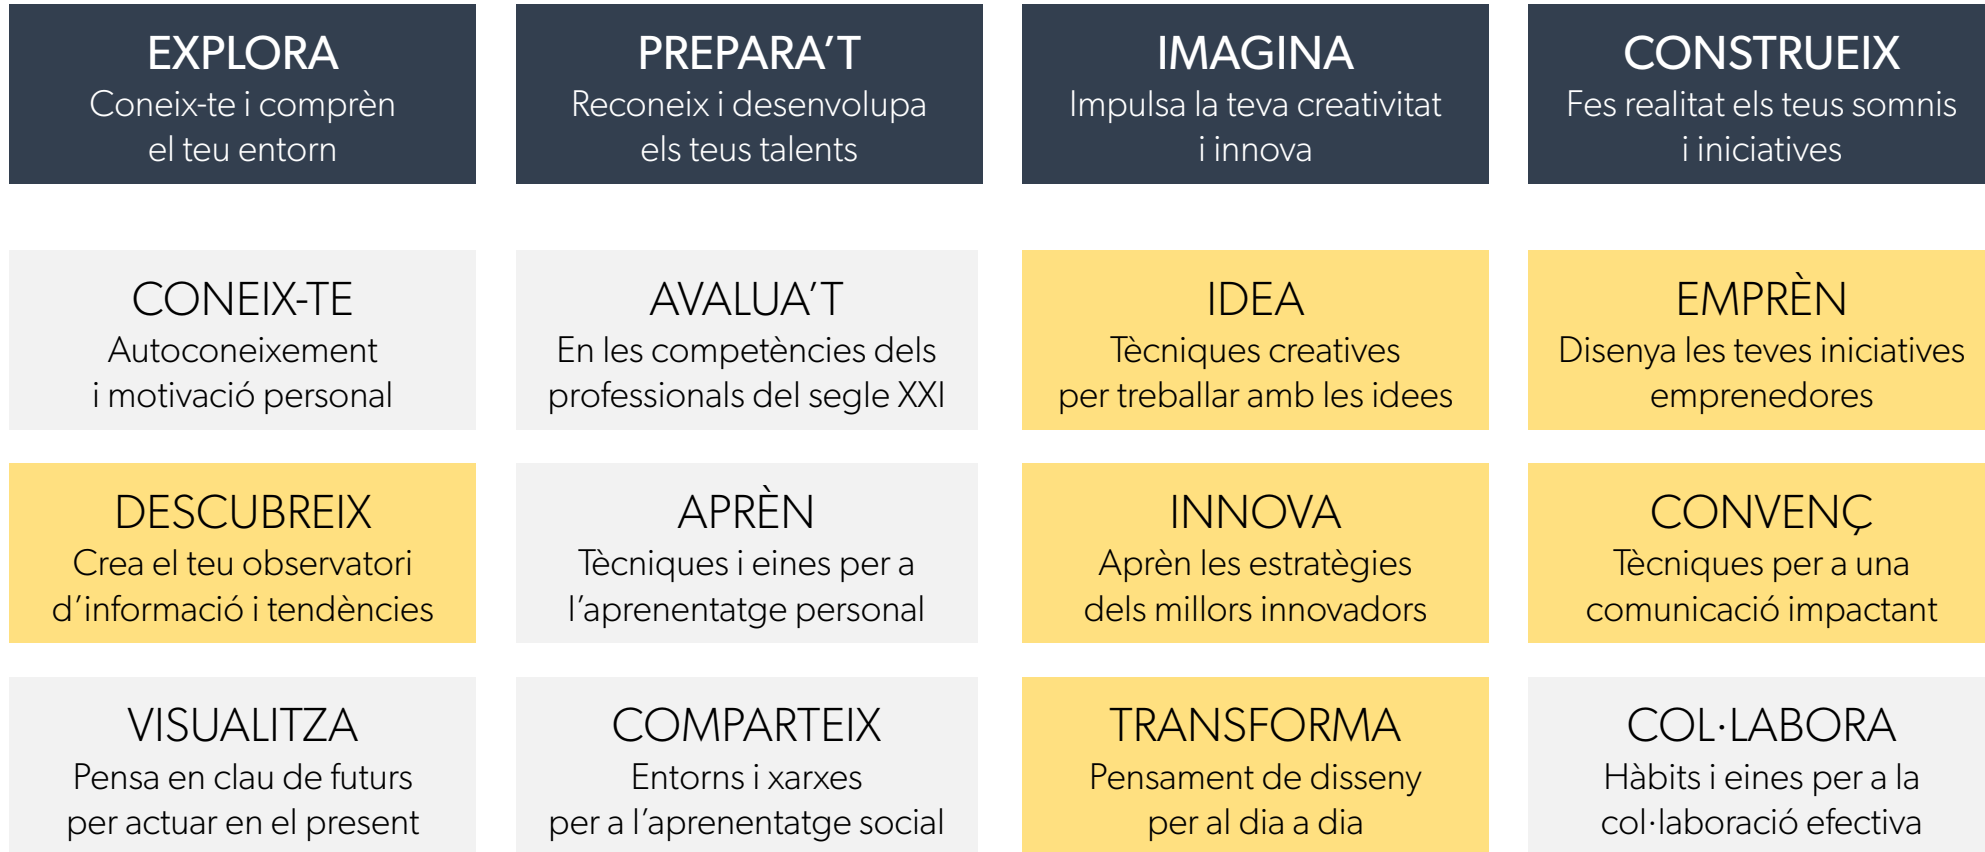 EXPLORA
Coneix-te i comprèn
el teu entorn
PREPARA’T
Reconeix i desenvolupa
els teus talents
IMAGINA
Impulsa la teva creativitat
i innova
CONSTRUEIX
Fes realitat els teus somnis
i iniciatives
CONEIX-TE
Autoconeixement
i motivació personal
AVALUA’T
En les competències dels
professionals del segle XXI
IDEA
Tècniques creatives
per treballar amb les idees
EMPRÈN
Disenya les teves iniciatives
emprenedores
DESCUBREIX
Crea el teu observatori
d’informació i tendències
APRÈN
Tècniques i eines per a
l’aprenentatge personal
INNOVA
Aprèn les estratègies
dels millors innovadors
CONVENÇ
Tècniques per a una
comunicació impactant
VISUALITZA
Pensa en clau de futurs
per actuar en el present
COMPARTEIX
Entorns i xarxes
per a l’aprenentatge social
TRANSFORMA
Pensament de disseny
per al dia a dia
COL·LABORA
Hàbits i eines per a la
col·laboració efectiva